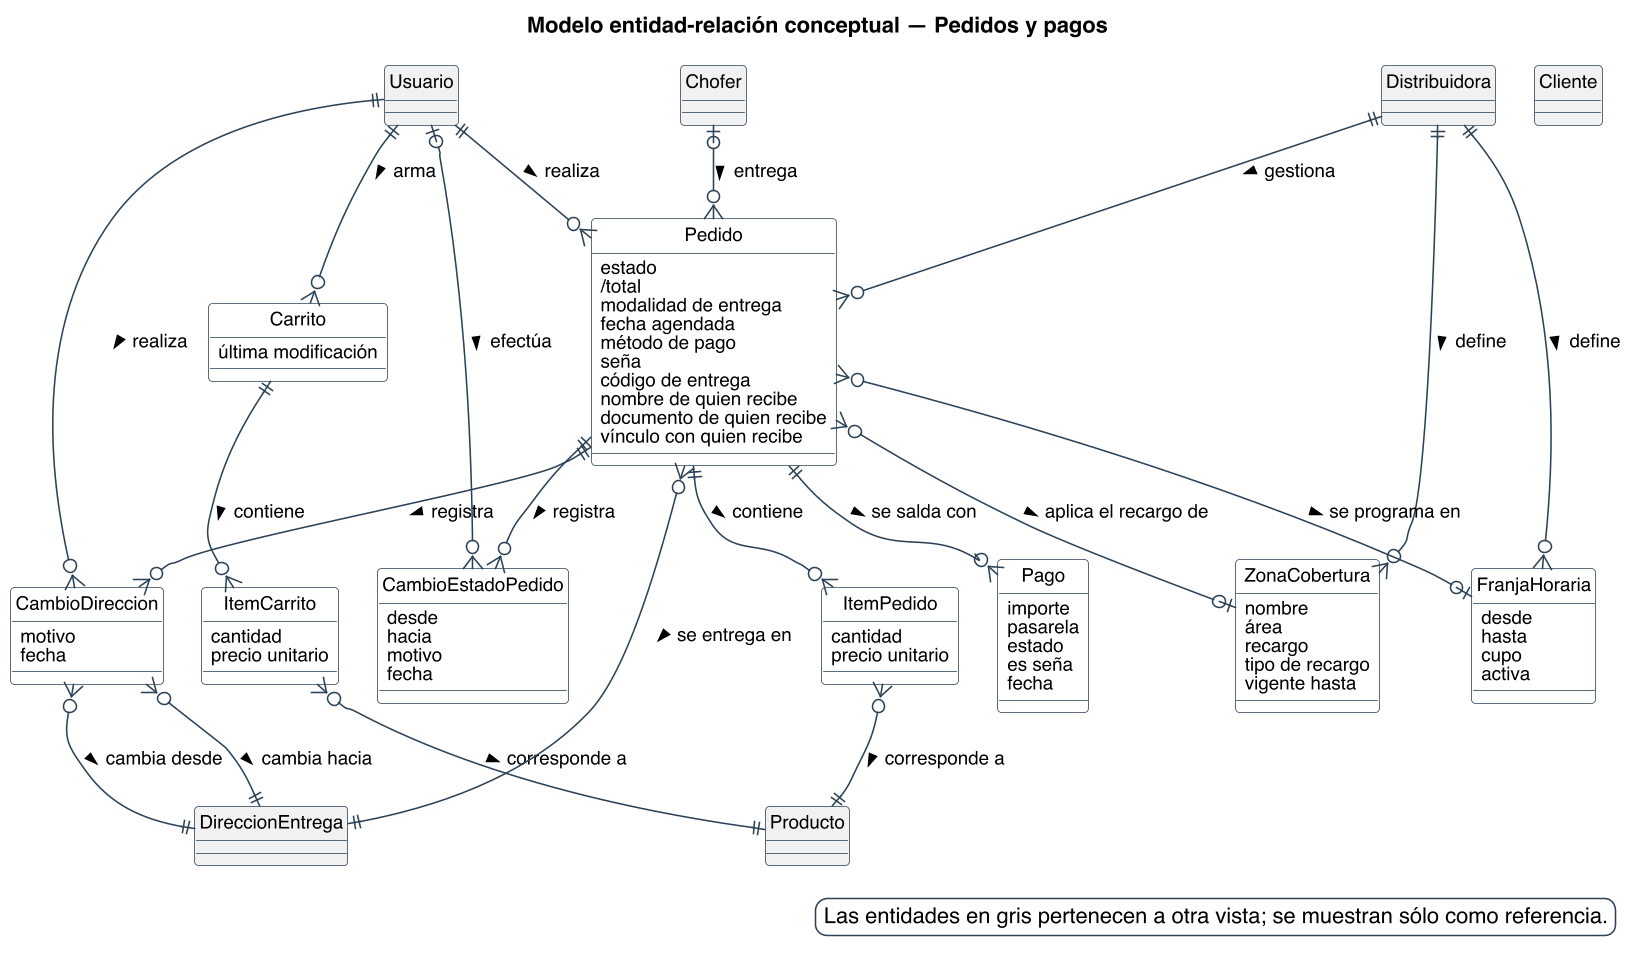 Modelo entidad-relación conceptual — Pedidos y pagos
Usuario
Chofer
Distribuidora
Cliente
arma
realiza
entrega
gestiona
Pedido
estado
/total
modalidad de entrega
fecha agendada
método de pago
seña
código de entrega
nombre de quien recibe
documento de quien recibe
vínculo con quien recibe
Carrito
última modificación
realiza
efectúa
define
define
contiene
registra
registra
contiene
se salda con
aplica el recargo de
se programa en
CambioDireccion
motivo
fecha
ItemCarrito
cantidad
precio unitario
CambioEstadoPedido
desde
hacia
motivo
fecha
se entrega en
ItemPedido
cantidad
precio unitario
Pago
importe
pasarela
estado
es seña
fecha
ZonaCobertura
nombre
área
recargo
tipo de recargo
vigente hasta
FranjaHoraria
desde
hasta
cupo
activa
cambia desde
cambia hacia
corresponde a
corresponde a
DireccionEntrega
Producto
Las entidades en gris pertenecen a otra vista; se muestran sólo como referencia.